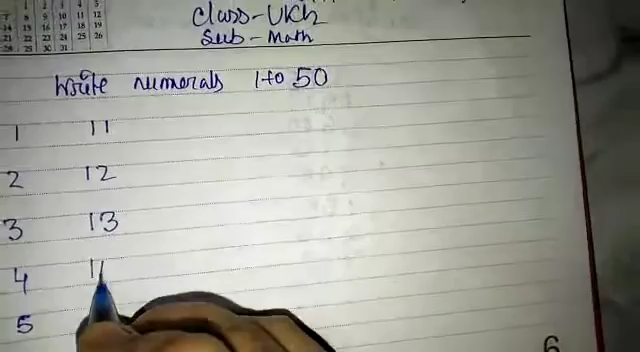 Class-UKG
Sub-Math
Write numerals 1 to 50
1 11
2 12
3 13
4 1
5
6